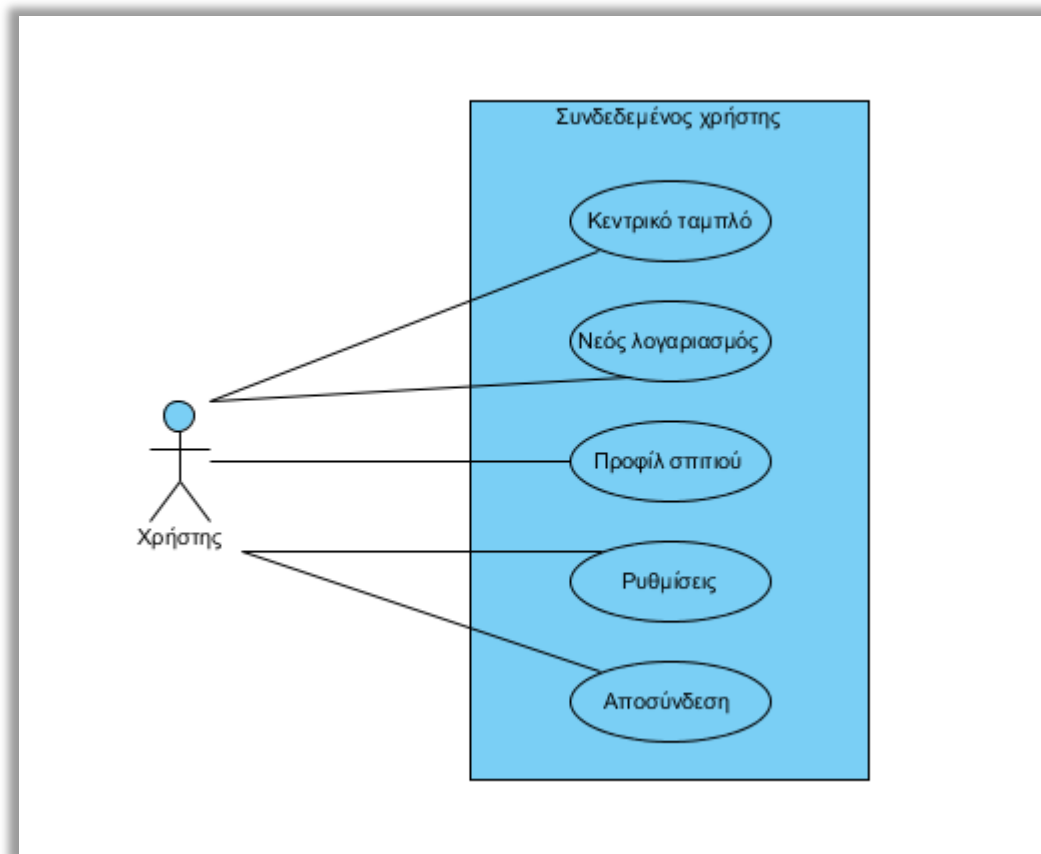 Συνδεδεμένος χρήστης
Κεντρικό ταμπλό
Νεός λογαριασμός
Προφίλ σπιτιού
Χρήστης
Ρυθμίσεις
Αποσύνδεση